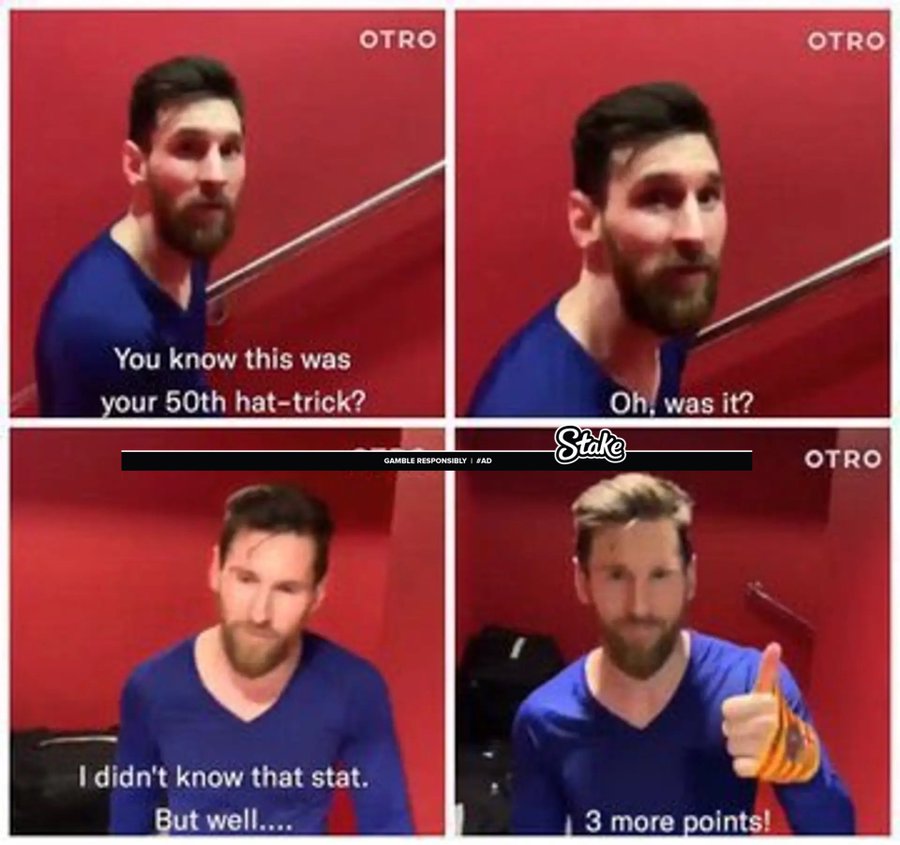 OTRO
You know this was
your 50th hat-trick?
OTRO
Oh, was it?
Stake
GAMBLE RESPONSIBLY | #AD
I didn't know that stat.
But well....
OTRO
3 more points!